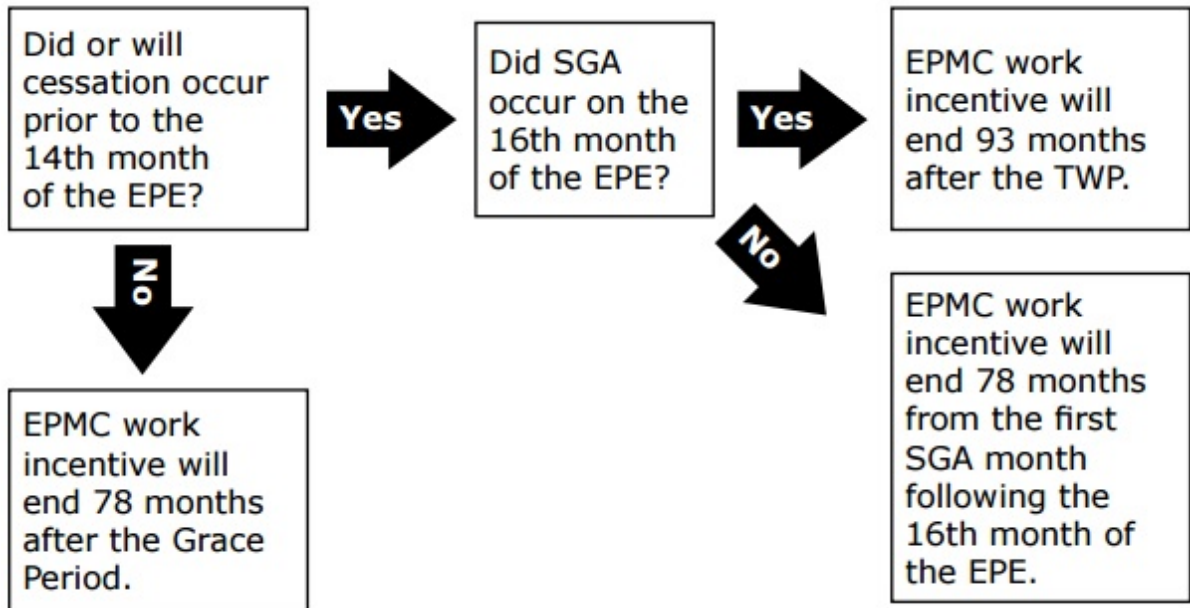 Did or will
cessation occur
prior to the
14th month
of the EPE?
Yes
Did SGA
occur on the
16th month
of the EPE?
Yes
EPMC work
incentive will
end 93 months
after the TWP.
No
No
EPMC work
incentive will
end 78 months
after the Grace
Period.
EPMC work
incentive will
end 78 months
from the first
SGA month
following the
16th month of
the EPE.